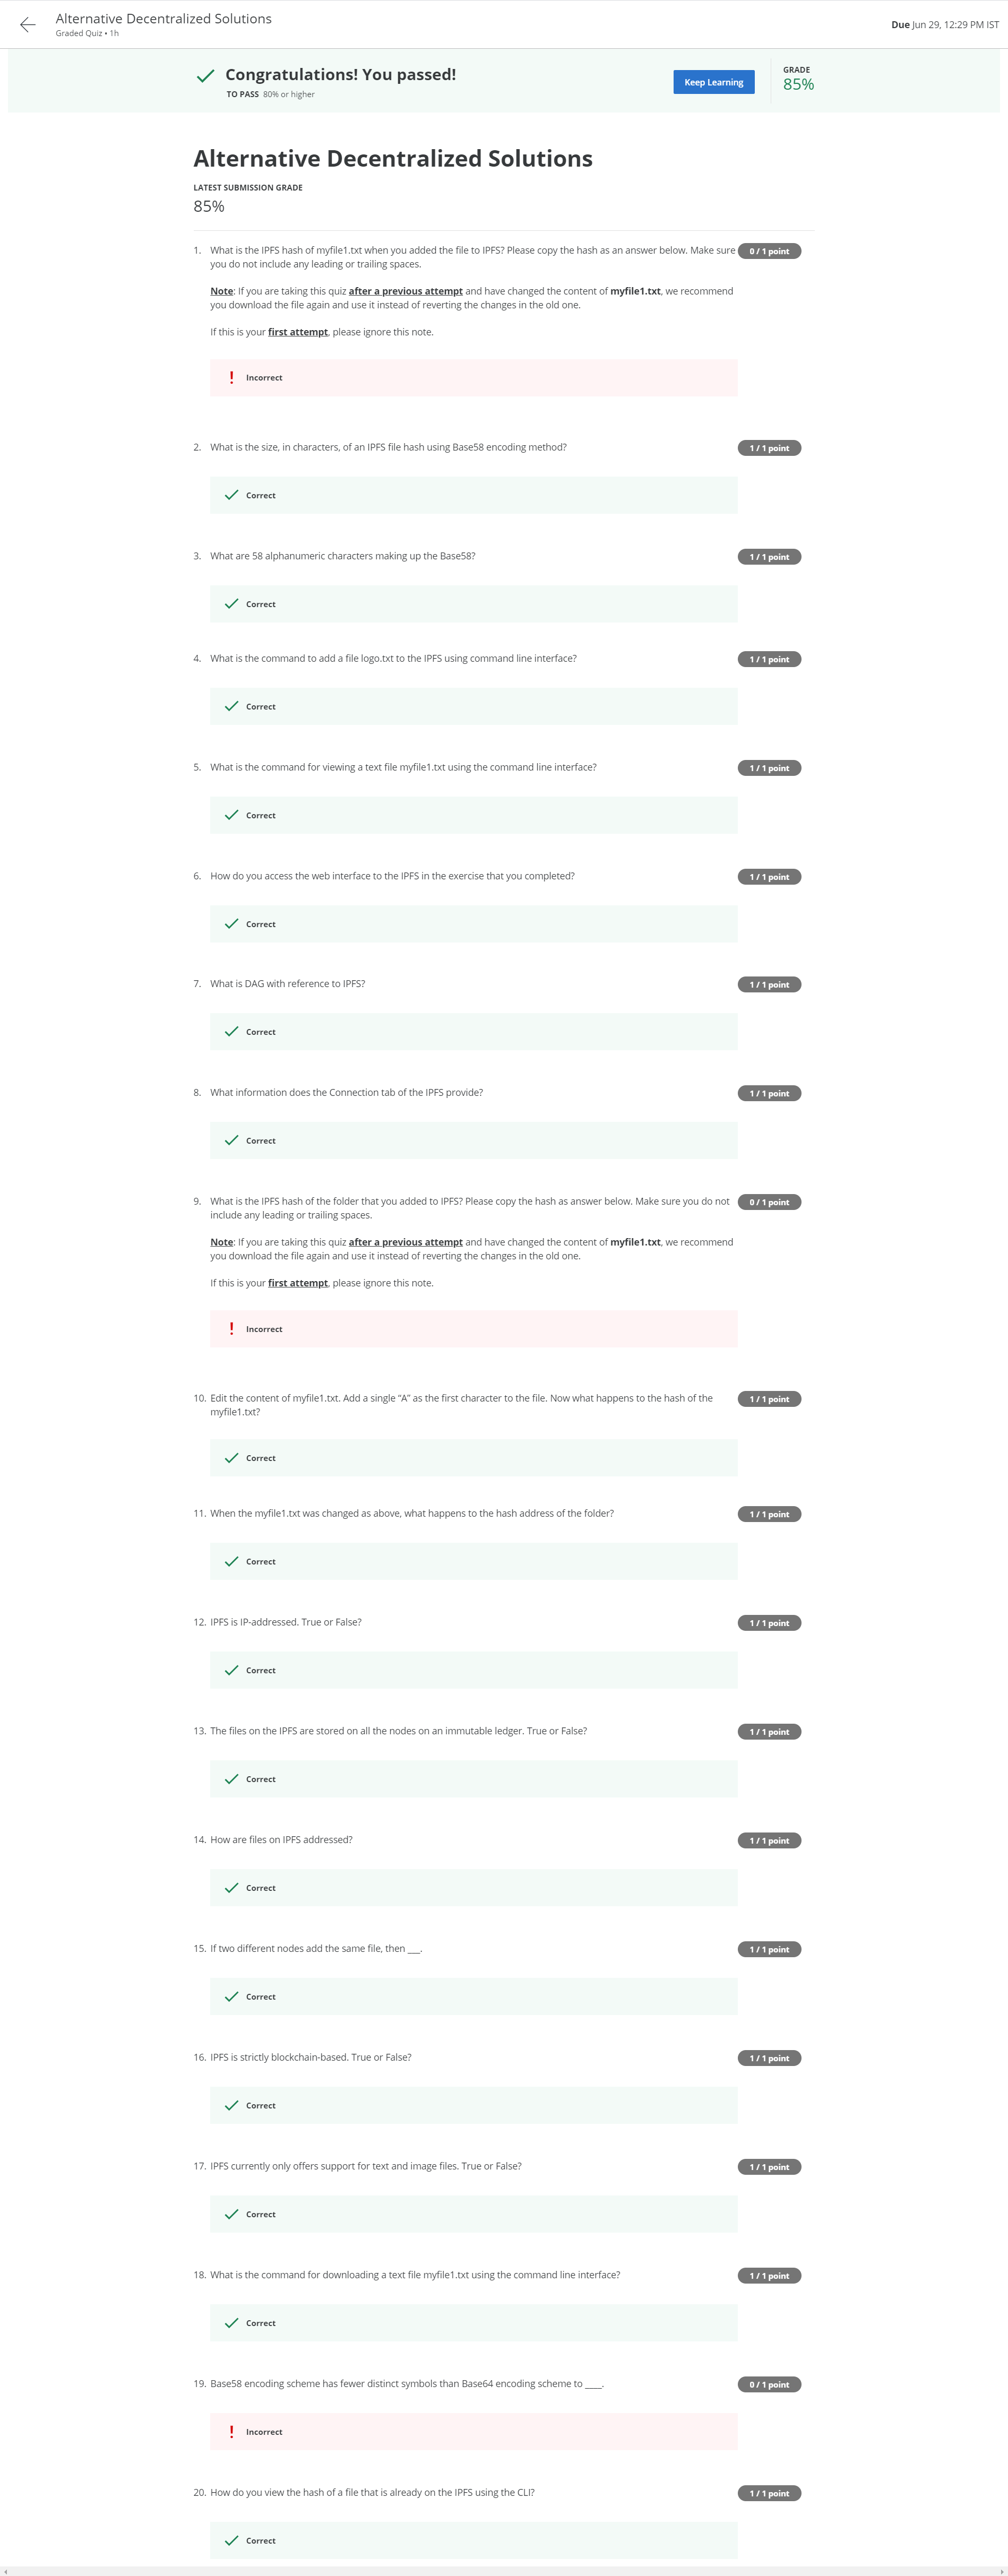 Alternative Decentralized Solutions
Graded Quiz • 1h
Due Jun 29, 12:29 PM IST
Congratulations! You passed!
TO PASS 80% or higher
Keep Learning
GRADE
85%
Alternative Decentralized Solutions
LATEST SUBMISSION GRADE
85%
1. What is the IPFS hash of myfile1.txt when you added the file to IPFS? Please copy the hash as an answer below. Make sure
you do not include any leading or trailing spaces.
0 / 1 point
Note: If you are taking this quiz after a previous attempt and have changed the content of myfile1.txt, we recommend
you download the file again and use it instead of reverting the changes in the old one.
If this is your first attempt, please ignore this note.
Incorrect
2. What is the size, in characters, of an IPFS file hash using Base58 encoding method?
1 / 1 point
Correct
3. What are 58 alphanumeric characters making up the Base58?
1 / 1 point
Correct
4. What is the command to add a file logo.txt to the IPFS using command line interface?
1 / 1 point
Correct
5. What is the command for viewing a text file myfile1.txt using the command line interface?
1 / 1 point
Correct
6. How do you access the web interface to the IPFS in the exercise that you completed?
1 / 1 point
Correct
7. What is DAG with reference to IPFS?
1 / 1 point
Correct
8. What information does the Connection tab of the IPFS provide?
1 / 1 point
Correct
9. What is the IPFS hash of the folder that you added to IPFS? Please copy the hash as answer below. Make sure you do not
include any leading or trailing spaces.
0 / 1 point
Note: If you are taking this quiz after a previous attempt and have changed the content of myfile1.txt, we recommend
you download the file again and use it instead of reverting the changes in the old one.
If this is your first attempt, please ignore this note.
Incorrect
10. Edit the content of myfile1.txt. Add a single “A” as the first character to the file. Now what happens to the hash of the
myfile1.txt?
1 / 1 point
Correct
11. When the myfile1.txt was changed as above, what happens to the hash address of the folder?
1 / 1 point
Correct
12. IPFS is IP-addressed. True or False?
1 / 1 point
Correct
13. The files on the IPFS are stored on all the nodes on an immutable ledger. True or False?
1 / 1 point
Correct
14. How are files on IPFS addressed?
1 / 1 point
Correct
15. If two different nodes add the same file, then ___.
1 / 1 point
Correct
16. IPFS is strictly blockchain-based. True or False?
1 / 1 point
Correct
17. IPFS currently only offers support for text and image files. True or False?
1 / 1 point
Correct
18. What is the command for downloading a text file myfile1.txt using the command line interface?
1 / 1 point
Correct
19. Base58 encoding scheme has fewer distinct symbols than Base64 encoding scheme to ____.
0 / 1 point
Incorrect
20. How do you view the hash of a file that is already on the IPFS using the CLI?
1 / 1 point
Correct